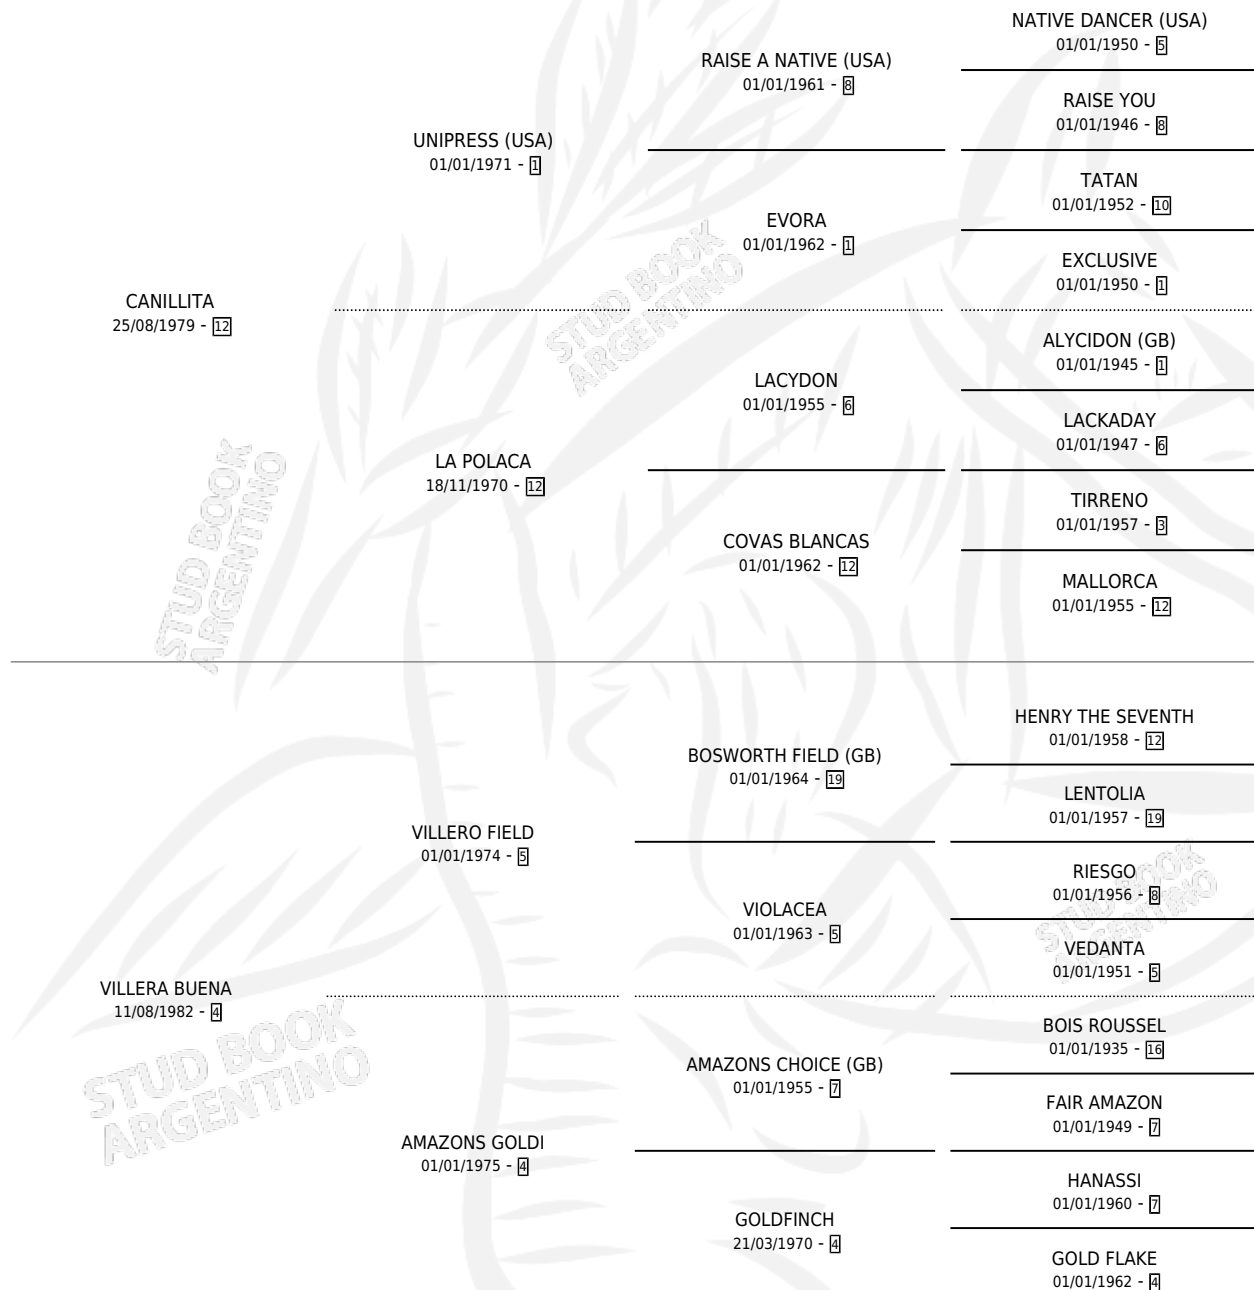 NATIVE DANCER (USA)
01/01/1950 - 5
RAISE A NATIVE (USA)
01/01/1961 - 8
RAISE YOU
01/01/1946 - 8
UNIPRESS (USA)
01/01/1971 - 1
TATAN
01/01/1952 - 10
EVORA
01/01/1962 - 1
EXCLUSIVE
01/01/1950 - 1
CANILLITA
25/08/1979 - 12
STUD BOOK
ARGENTINO
ALYCIDON (GB)
01/01/1945 - 1
LACYDON
01/01/1955 - 6
LACKADAY
01/01/1947 - 6
LA POLACA
18/11/1970 - 12
TIRRENO
01/01/1957 - 3
COVAS BLANCAS
01/01/1962 - 12
MALLORCA
01/01/1955 - 12
STUD BOOK
ARGENTINO
HENRY THE SEVENTH
01/01/1958 - 12
BOSWORTH FIELD (GB)
01/01/1964 - 19
LENTOLIA
01/01/1957 - 19
VILLERO FIELD
01/01/1974 - 5
RIESGO
01/01/1956 - 8
VIOLACEA
01/01/1963 - 5
VEDANTA
01/01/1951 - 5
STUD BOOK
ARGENTINO
VILLERA BUENA
11/08/1982 - 4
BOIS ROUSSEL
01/01/1935 - 16
AMAZONS CHOICE (GB)
01/01/1955 - 7
FAIR AMAZON
01/01/1949 - 7
STUD BOOK
ARGENTINO
AMAZONS GOLDI
01/01/1975 - 4
HANASSI
01/01/1960 - 7
GOLDFINCH
21/03/1970 - 4
GOLD FLAKE
01/01/1962 - 4